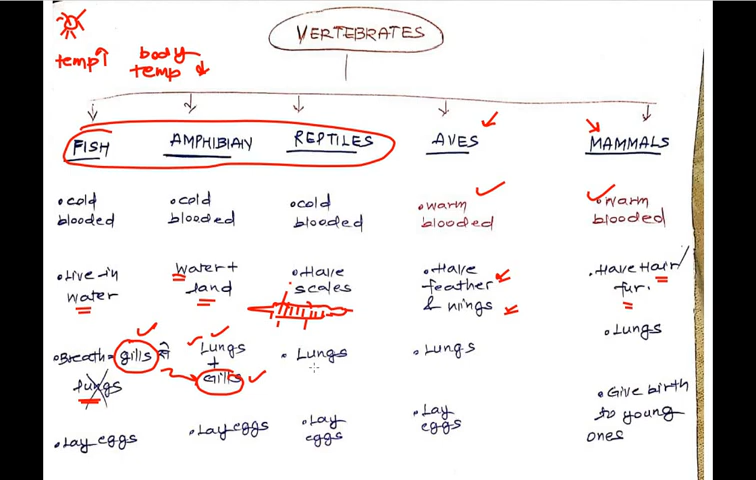 VERTEBRATES
temp↑
body
temp ↓
FISH
AMPHIBIAN
REPTILES
AVES
MAMMALS
•cold
blooded
•cold
blooded
•cold
blooded
•warm
blooded
•warm
blooded
•Live in
water
water+
land
•Have
scales
•Have
feather
& wings
•Have Hair/
fur.
•Breath= gills से
lungs
Lungs
+
Gills
•Lungs
•Lungs
•Lungs
•Lay eggs
•Lay eggs
•Lay
eggs
•Lay
eggs
•Give birth
to young
ones